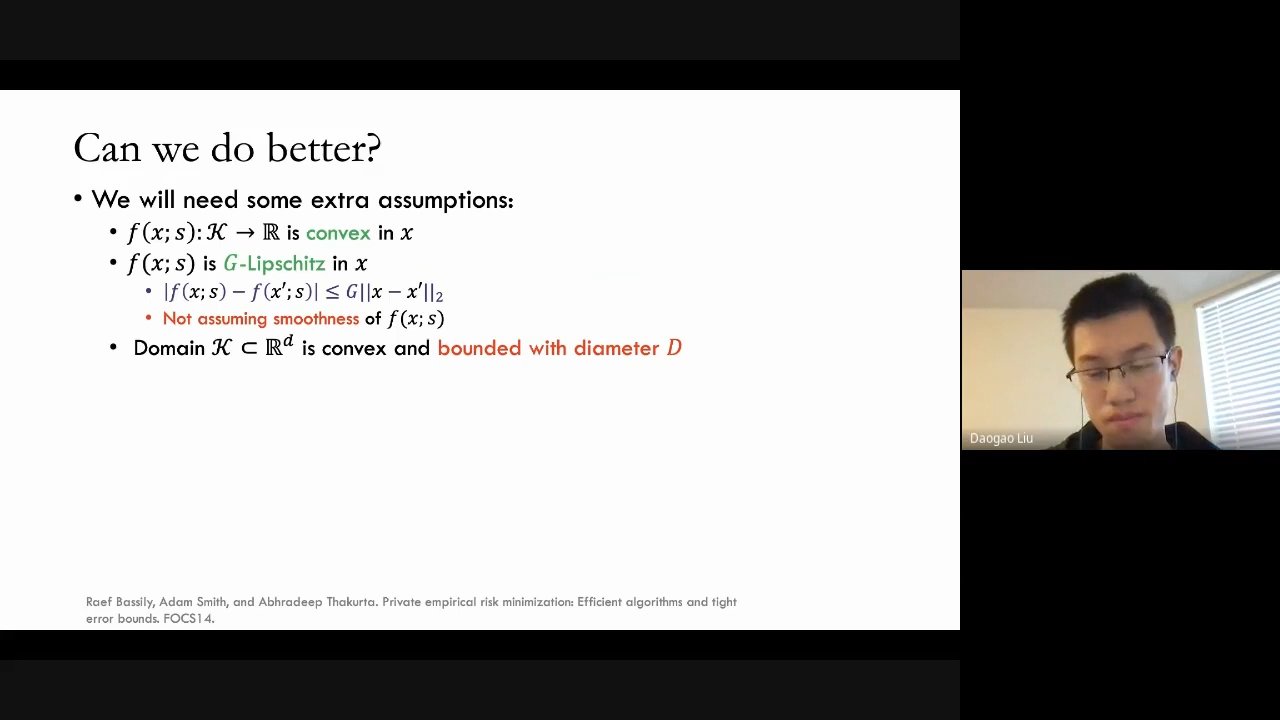 Can we do better?
• We will need some extra assumptions:
• f(x; s): 𝒦 → ℝ is convex in x
• f(x; s) is G-Lipschitz in x
• |f(x; s) − f(x′; s)| ≤ G||x − x′||₂
• Not assuming smoothness of f(x; s)
• Domain 𝒦 ⊂ ℝᵈ is convex and bounded with diameter D
Raef Bassily, Adam Smith, and Abhradeep Thakurta. Private empirical risk minimization: Efficient algorithms and tight
error bounds. FOCS14.
Daogao Liu